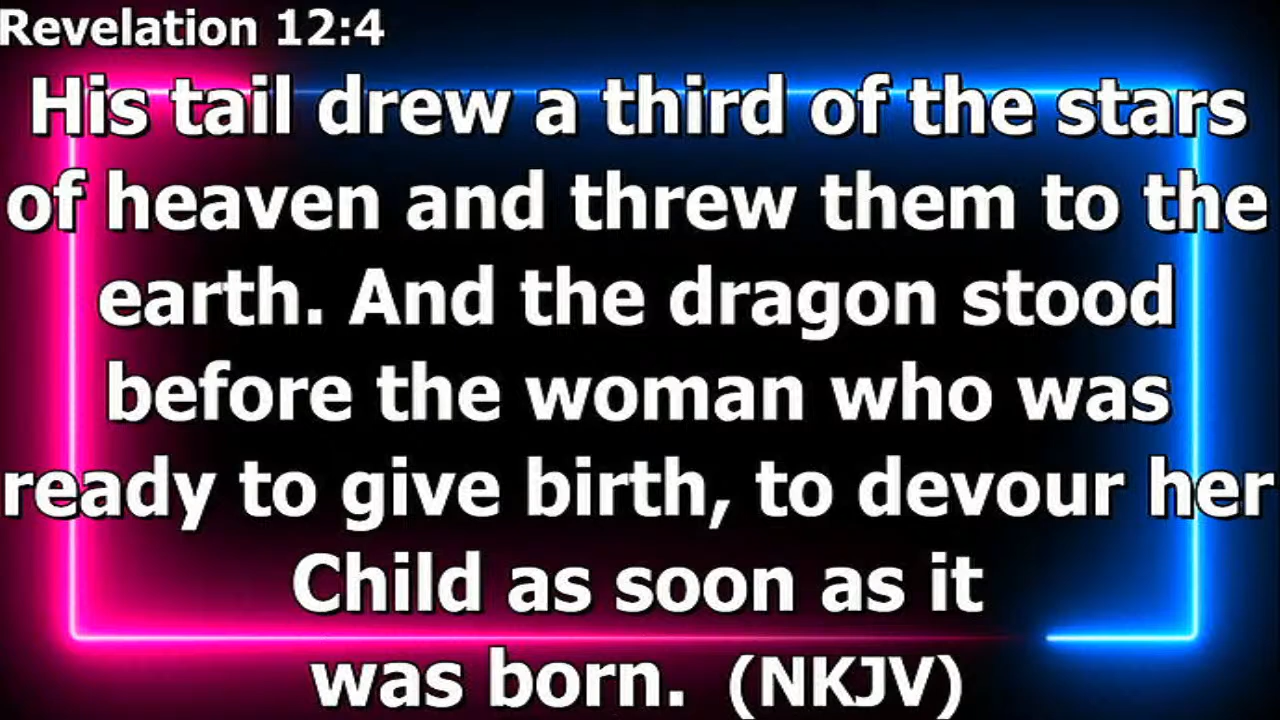 Revelation 12:4
His tail drew a third of the stars
of heaven and threw them to the
earth. And the dragon stood
before the woman who was
ready to give birth, to devour her
Child as soon as it
was born. (NKJV)